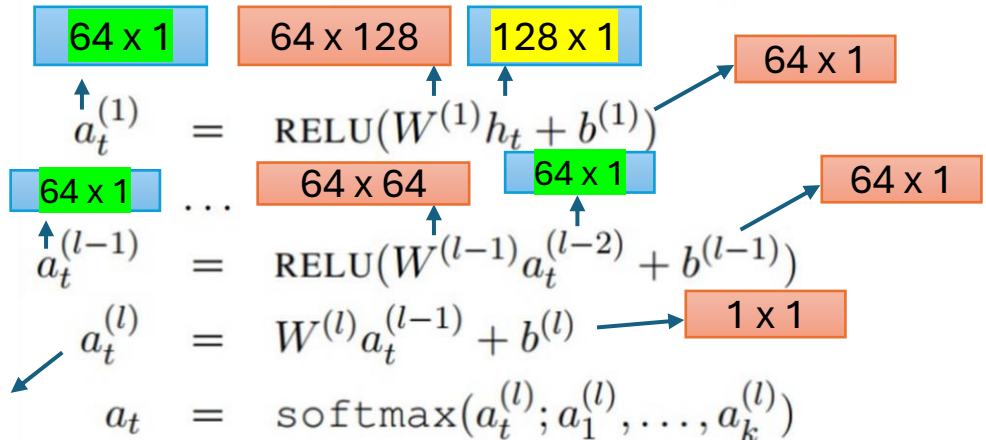 64 x 1 64 x 128 128 x 1 64 x 1
a_t^{(1)} = RELU(W^{(1)}h_t + b^{(1)})
64 x 1 ... 64 x 64 64 x 1 64 x 1
a_t^{(l-1)} = RELU(W^{(l-1)}a_t^{(l-2)} + b^{(l-1)})
a_t^{(l)} = W^{(l)}a_t^{(l-1)} + b^{(l)} 1 x 1
a_t = softmax(a_t^{(l)}; a_1^{(l)}, ..., a_k^{(l)})